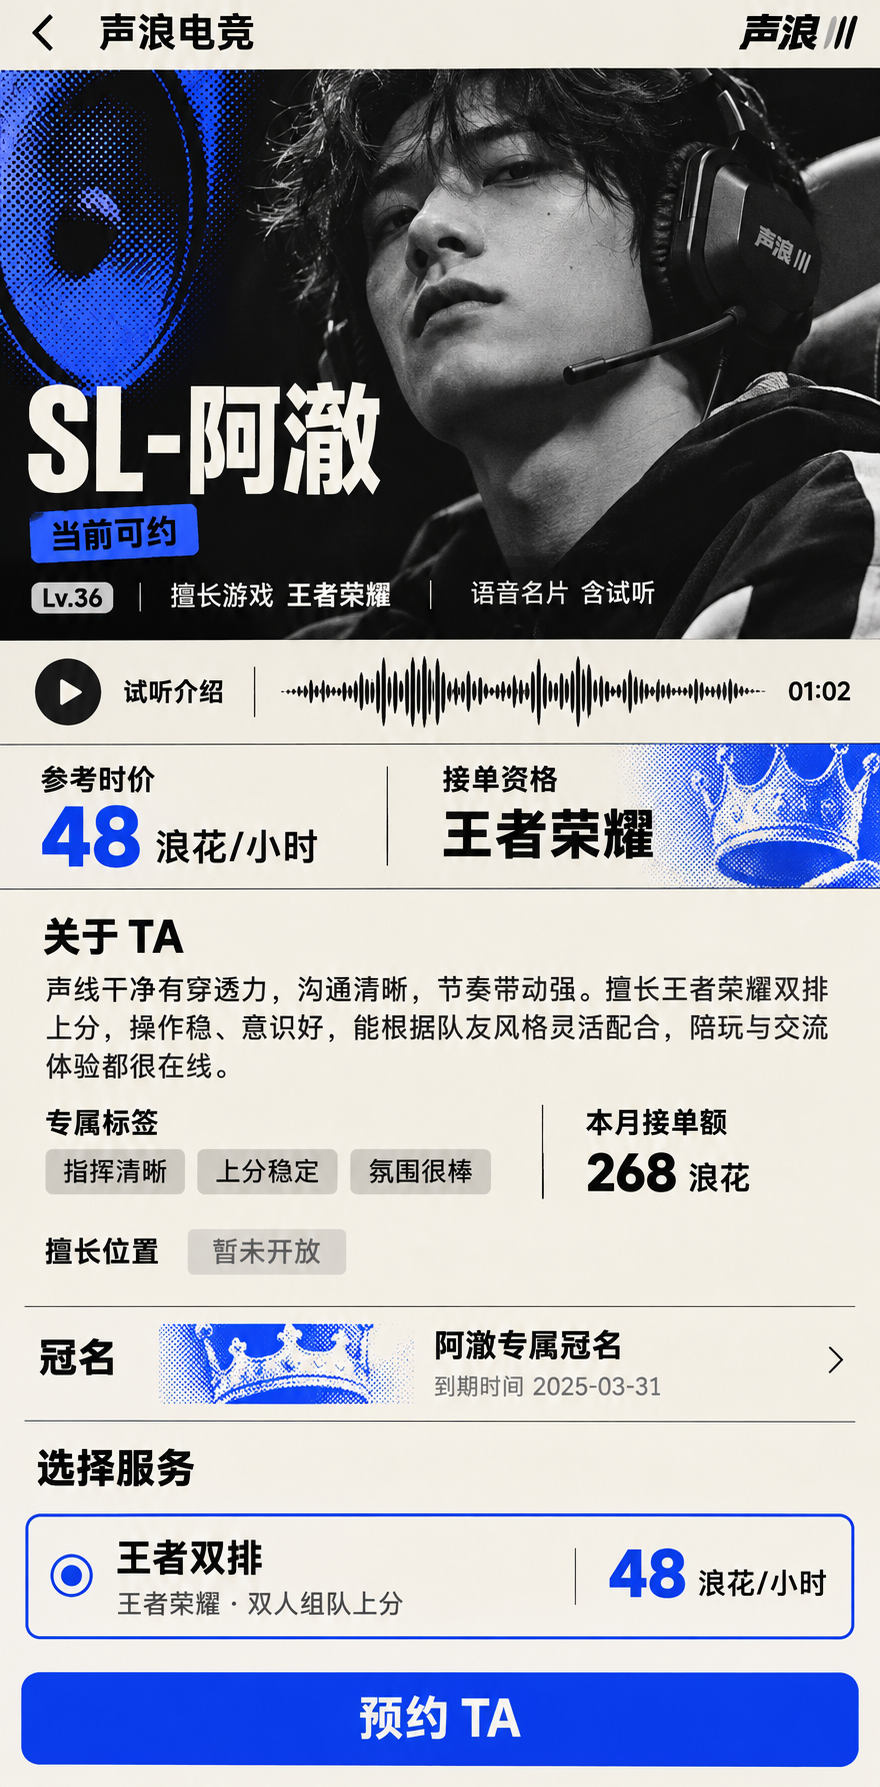 声浪电竞
声浪
声浪
SL-阿澈
当前可约
Lv.36 擅长游戏 王者荣耀 语音名片 含试听
试听介绍 01:02
参考时价 接单资格
48 浪花/小时 王者荣耀
关于 TA
声线干净有穿透力，沟通清晰，节奏带动强。擅长王者荣耀双排
上分，操作稳、意识好，能根据队友风格灵活配合，陪玩与交流
体验都很在线。
专属标签 本月接单额
指挥清晰 上分稳定 氛围很棒 268 浪花
擅长位置 暂未开放
冠名 阿澈专属冠名
到期时间 2025-03-31
选择服务
王者双排
王者荣耀 · 双人组队上分
48 浪花/小时
预约 TA